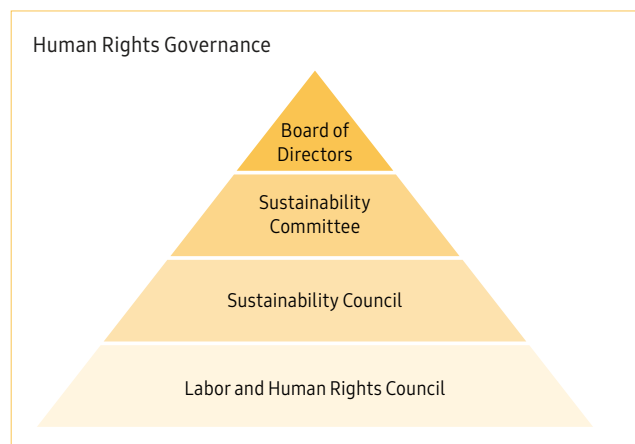 Human Rights Governance
Board of
Directors
Sustainability
Committee
Sustainability Council
Labor and Human Rights Council